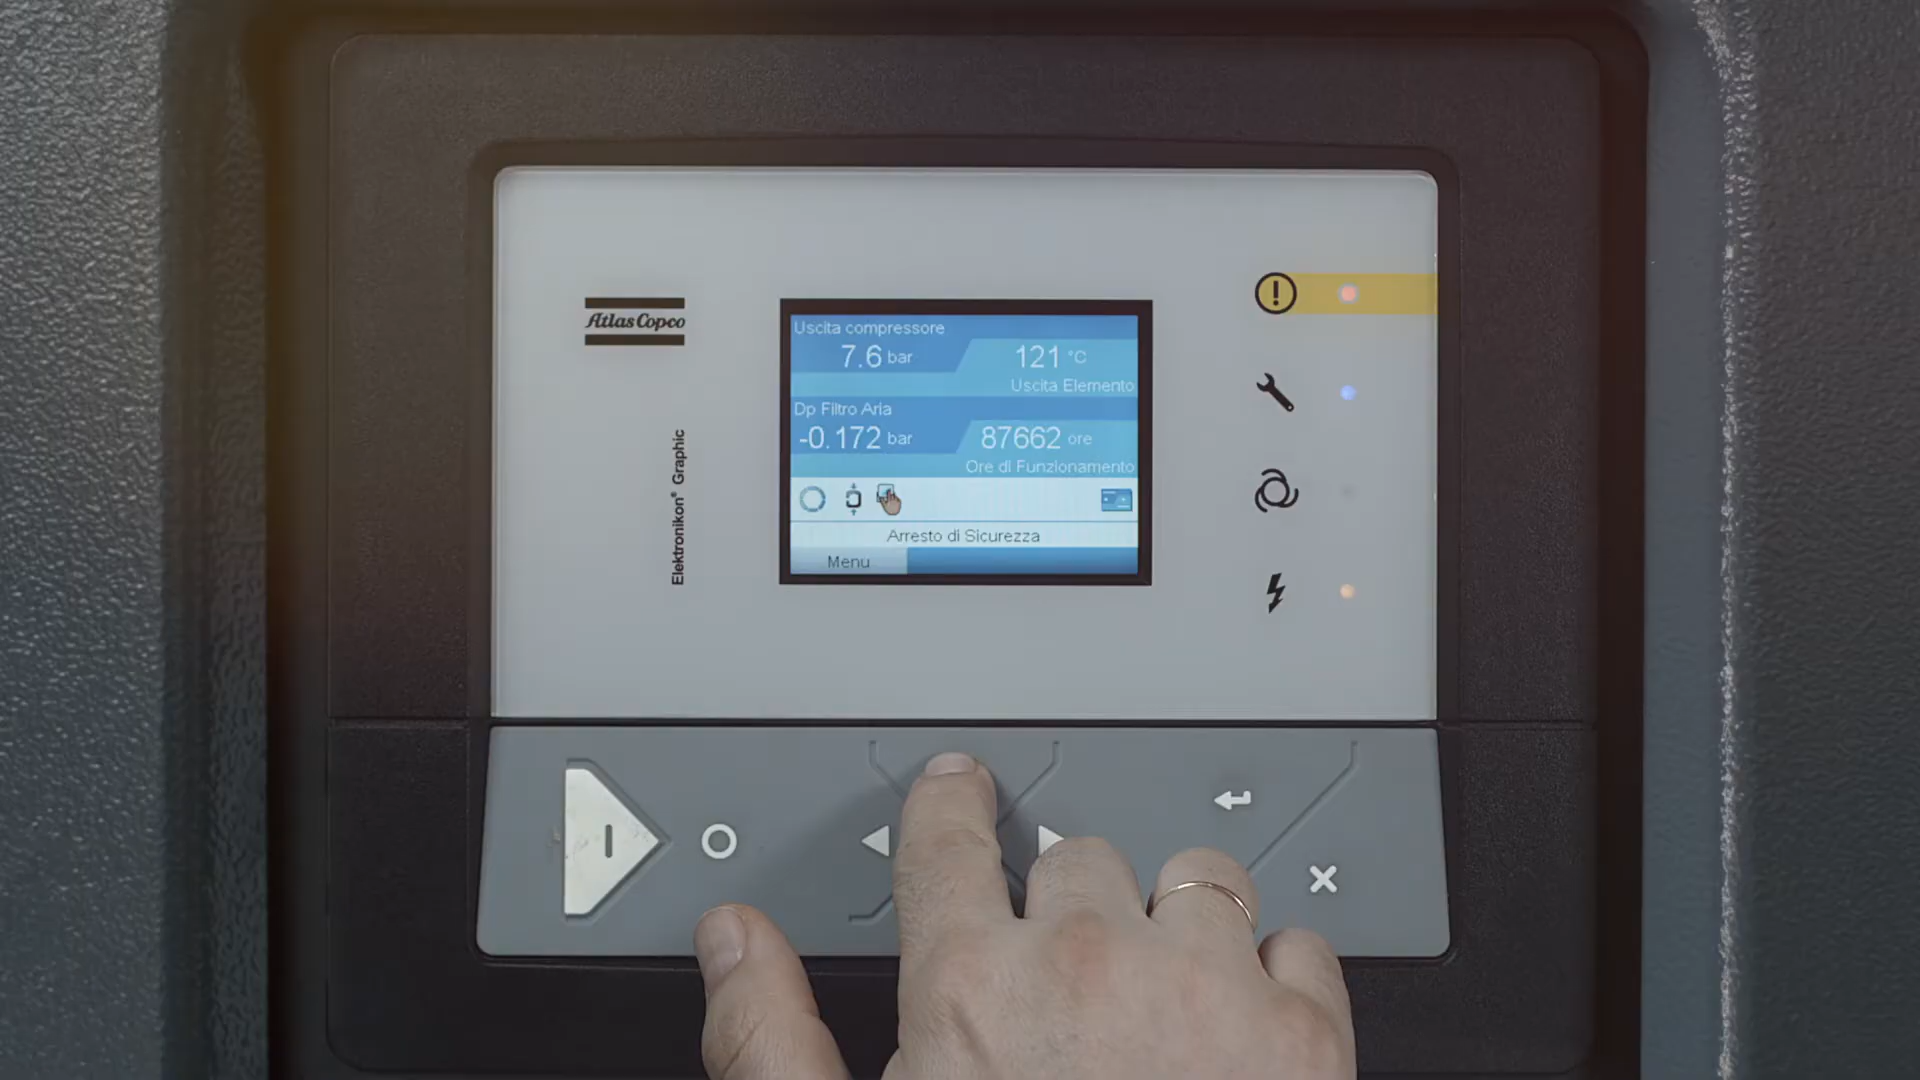 Atlas Copco
Elektronikon® Graphic
Uscita compressore
7.6 bar
121 °C
Uscita Elemento
Dp Filtro Aria
-0.172 bar
87662 ore
Ore di Funzionamento
Arresto di Sicurezza
Menu